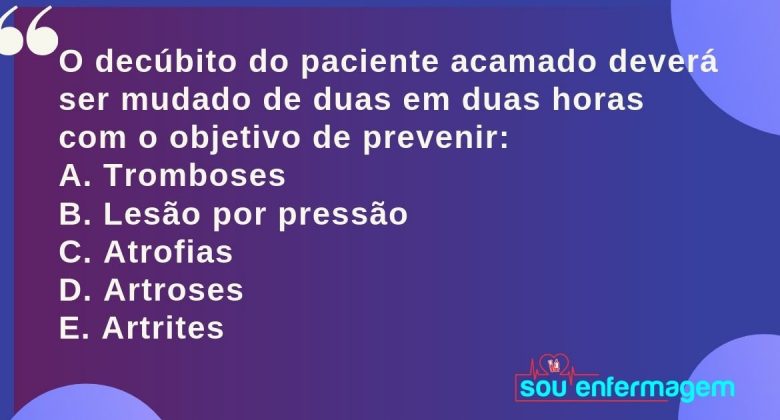 “
O decúbito do paciente acamado deverá
ser mudado de duas em duas horas
com o objetivo de prevenir:
A. Tromboses
B. Lesão por pressão
C. Atrofias
D. Artroses
E. Artrites
sou enfermagem